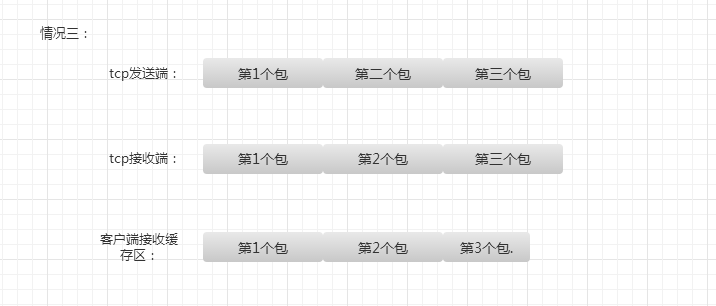 情况三：
tcp发送端： 第1个包 第二个包 第三个包
tcp接收端： 第1个包 第2个包 第三个包
客户端接收缓
存区： 第1个包 第2个包 第3个包.